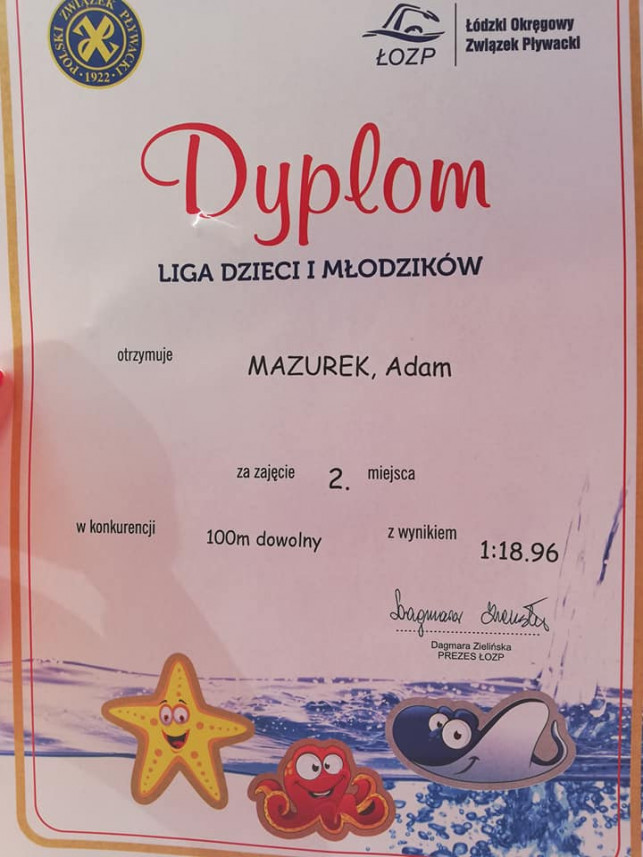 POLSKI ZWIĄZEK PŁYWACKI
· 1922 ·
ŁOZP
Łódzki Okręgowy
Związek Pływacki
Dyplom
LIGA DZIECI I MŁODZIKÓW
otrzymuje MAZUREK, Adam
za zajęcie 2. miejsca
w konkurencji 100m dowolny z wynikiem 1:18.96
Dagmara Zielińska
PREZES ŁOZP